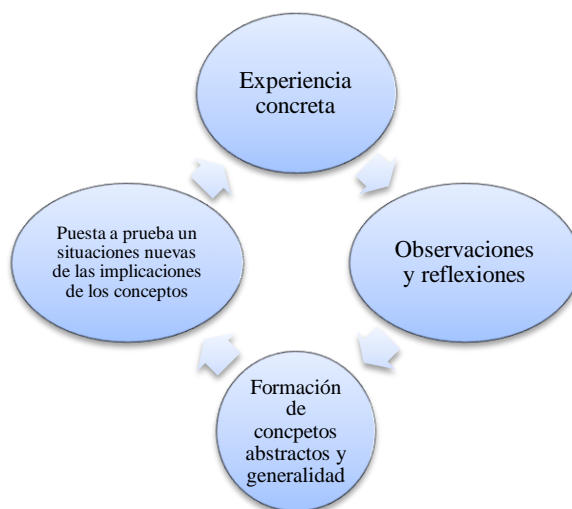 Experiencia
concreta
Puesta a prueba un
situaciones nuevas
de las implicaciones
de los conceptos
Observaciones
y reflexiones
Formación
de
concpetos
abstractos y
generalidad